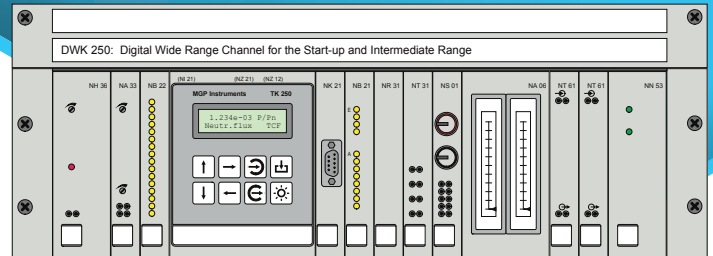 DWK 250: Digital Wide Range Channel for the Start-up and Intermediate Range
NH 36 NA 33 NB 22 (NI 21) (NZ 21) (NZ 12) NK 21 NB 21 NR 31 NT 31 NS 01 NA 06 NT 61 NT 61 NN 53
MGP Instruments TK 250
1.234e-03 P/Pn
Neutr.flux TCF
E
A